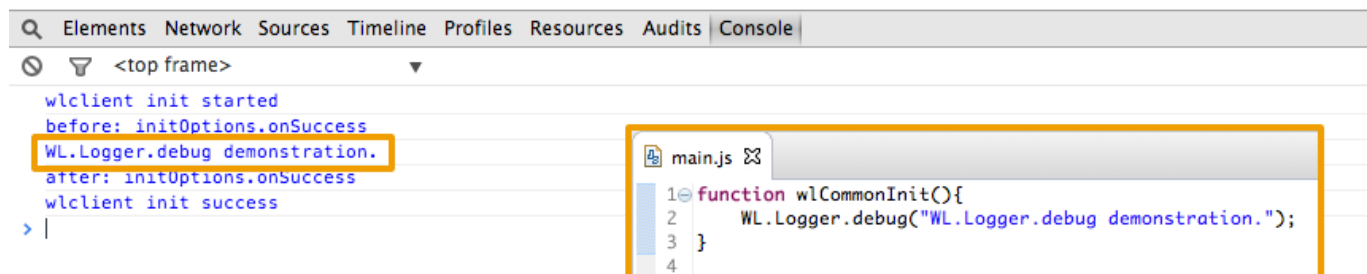 Elements Network Sources Timeline Profiles Resources Audits Console
<top frame>
wlclient init started
before: initOptions.onSuccess
WL.Logger.debug demonstration.
after: initOptions.onSuccess
wlclient init success
>
main.js
1 function wlCommonInit(){
2 WL.Logger.debug("WL.Logger.debug demonstration.");
3 }
4